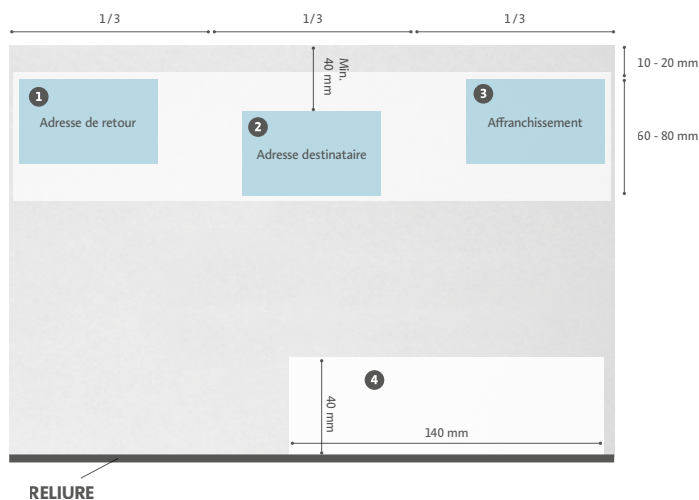 1/3
1/3
1/3
10 - 20 mm
Min.
40 mm
1
Adresse de retour
2
Adresse destinataire
3
Affranchissement
60 - 80 mm
4
40 mm
140 mm
RELIURE